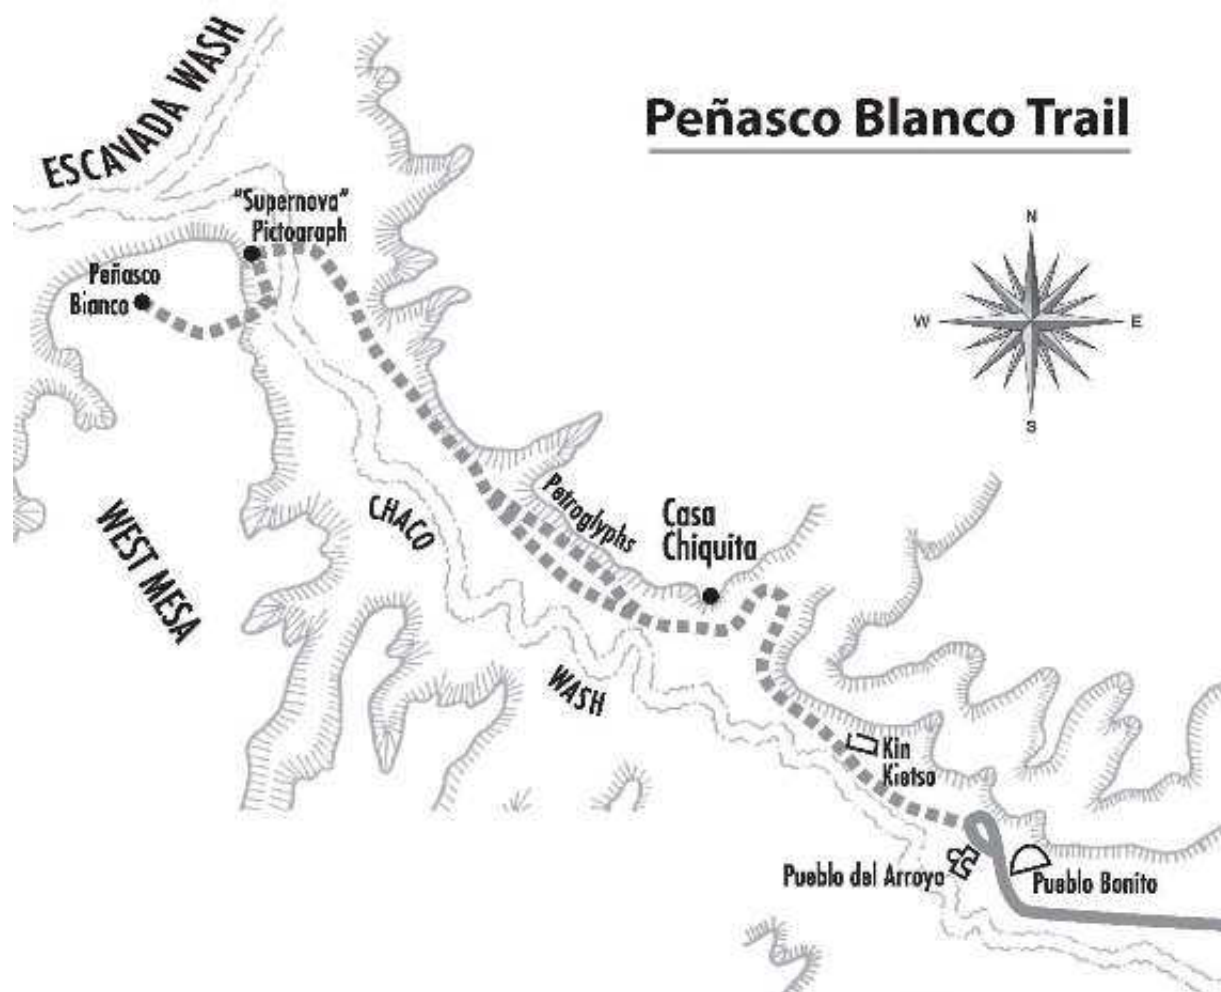 Peñasco Blanco Trail
ESCAVADA WASH
"Supernova"
Pictograph
Peñasco
Blanco
N
W
E
S
CHACO
WASH
WEST MESA
Petroglyphs
Casa
Chiquita
Kin
Kletso
Pueblo del Arroyo
Pueblo Bonito